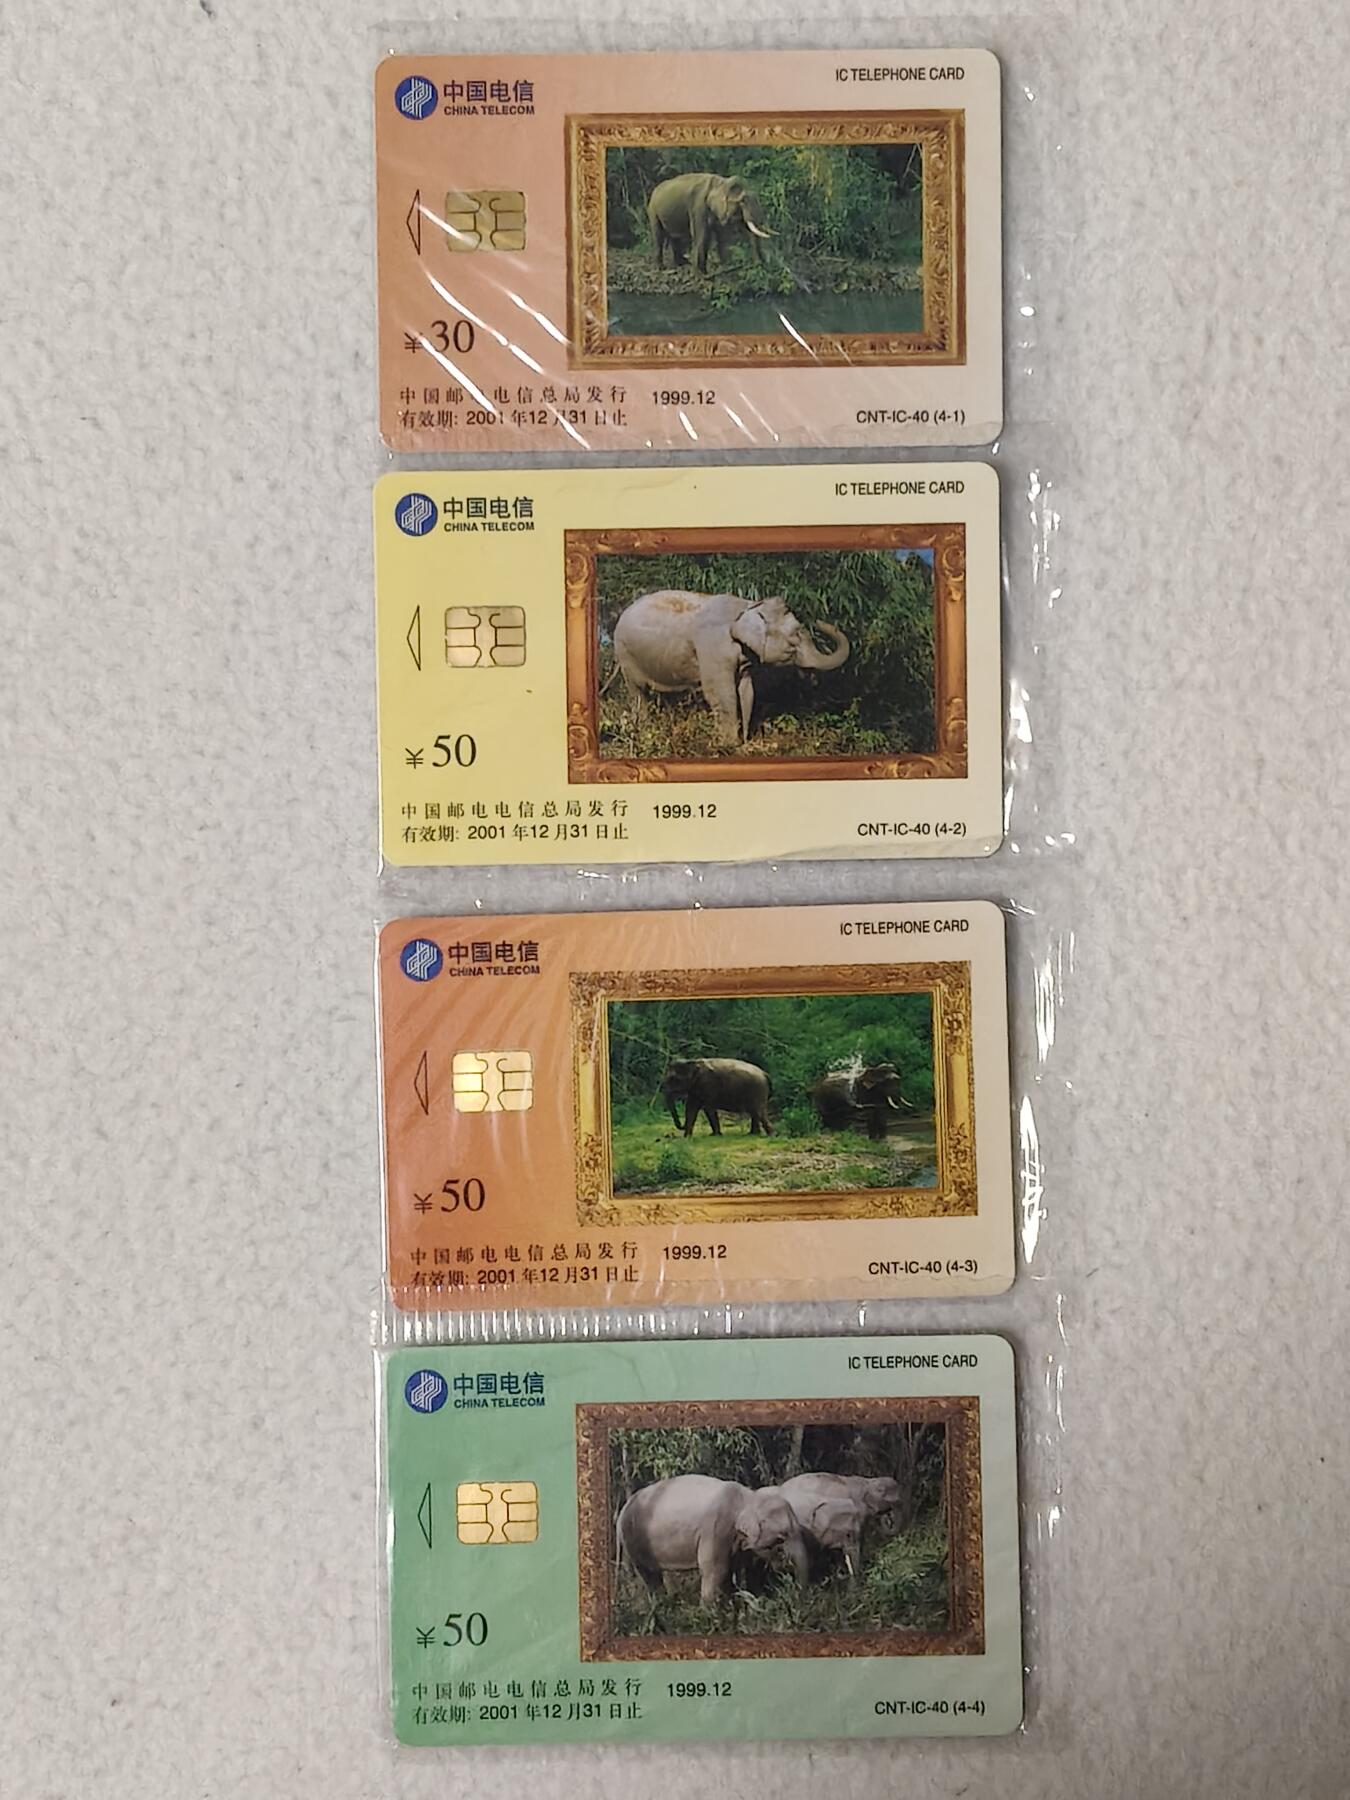 中国电信
CHINA TELECOM
IC TELEPHONE CARD
¥30
中国邮电电信总局发行 1999.12
有效期: 2001年12月31日止
CNT-IC-40 (4-1)
中国电信
CHINA TELECOM
IC TELEPHONE CARD
¥50
中国邮电电信总局发行 1999.12
有效期: 2001年12月31日止
CNT-IC-40 (4-2)
中国电信
CHINA TELECOM
IC TELEPHONE CARD
¥50
中国邮电电信总局发行 1999.12
有效期: 2001年12月31日止
CNT-IC-40 (4-3)
中国电信
CHINA TELECOM
IC TELEPHONE CARD
¥50
中国邮电电信总局发行 1999.12
有效期: 2001年12月31日止
CNT-IC-40 (4-4)